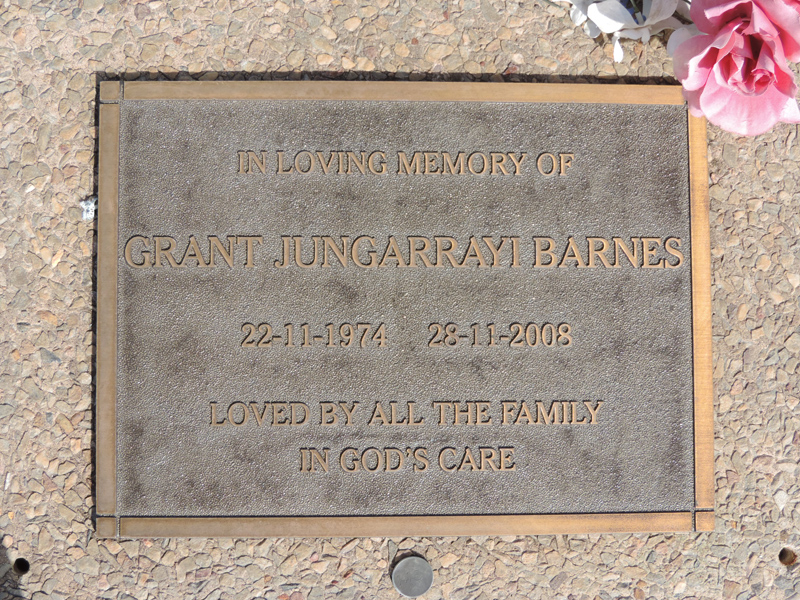 IN LOVING MEMORY OF
GRANT JUNGARRAYI BARNES
22-11-1974 28-11-2008
LOVED BY ALL THE FAMILY
IN GOD'S CARE